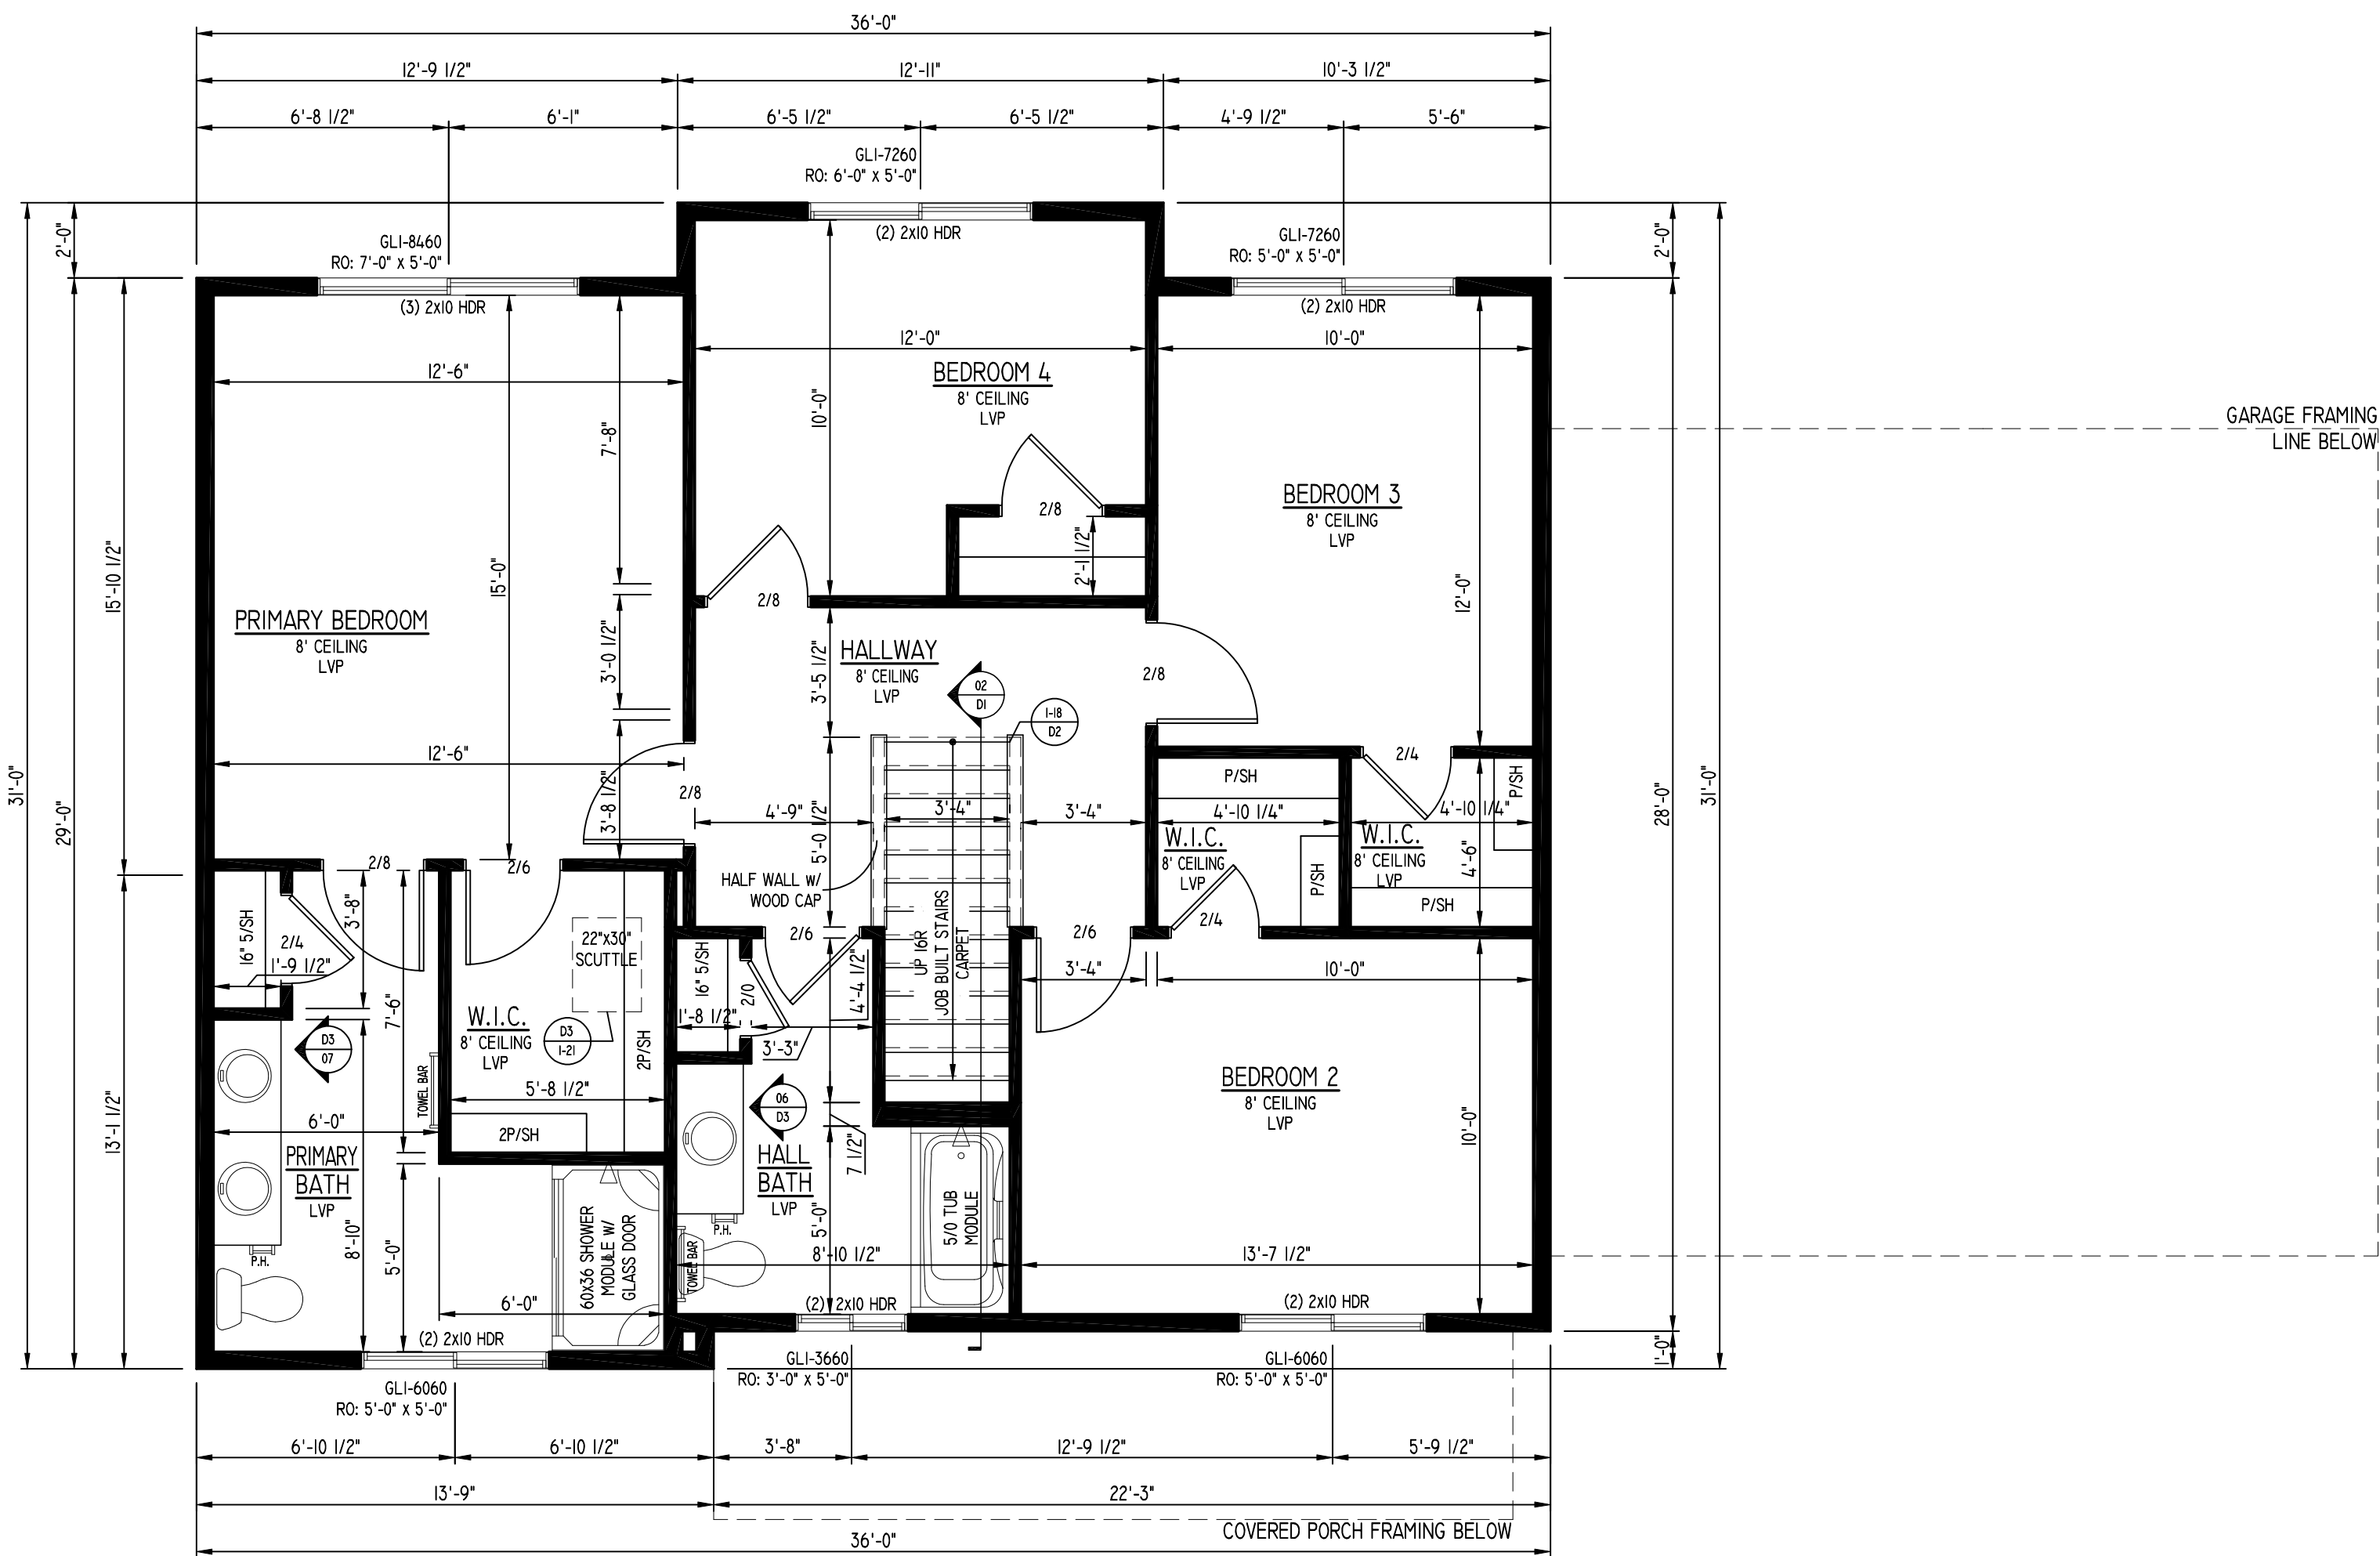 36'-0"
12'-9 1/2"
12'-11"
10'-3 1/2"
6'-8 1/2"
6'-1"
6'-5 1/2"
6'-5 1/2"
4'-9 1/2"
5'-6"
GLI-7260
RO: 6'-0" x 5'-0"
GLI-8460
RO: 7'-0" x 5'-0"
GLI-7260
RO: 5'-0" x 5'-0"
2'-0"
2'-0"
(3) 2x10 HDR
(2) 2x10 HDR
(2) 2x10 HDR
12'-6"
12'-0"
10'-0"
BEDROOM 4
8' CEILING
LVP
10'-0"
7'-8"
GARAGE FRAMING
LINE BELOW
BEDROOM 3
8' CEILING
LVP
2/8
2'-1 1/2"
2/8
15'-10 1/2"
15'-0"
12'-0"
PRIMARY BEDROOM
8' CEILING
LVP
3'-0 1/2"
HALLWAY
8' CEILING
LVP
3'-5 1/2"
02
D1
1-18
D2
2/8
31'-0"
29'-0"
28'-0"
31'-0"
12'-6"
2/8
3'-8 1/2"
4'-9"
5'-0 1/2"
3'-4"
3'-4"
P/SH
4'-10 1/4"
W.I.C.
8' CEILING
LVP
P/SH
2/4
2/4
P/SH
4'-10 1/4"
W.I.C.
8' CEILING
LVP
4'-6"
P/SH
HALF WALL w/
WOOD CAP
2/8
2/6
16" 5/SH
2/4
1'-9 1/2"
3'-8"
7'-6"
22"x30"
SCUTTLE
W.I.C.
8' CEILING
LVP
D3
1-21
2P/SH
5'-8 1/2"
2P/SH
2/6
16" 5/SH
2/0
1'-8 1/2"
3'-3"
4'-4 1/2"
UP 16R
JOB BUILT STAIRS
CARPET
2/6
3'-4"
10'-0"
D3
07
TOWEL BAR
06
D3
7 1/2"
13'-1 1/2"
6'-0"
PRIMARY
BATH
LVP
8'-10"
5'-0"
P.H.
6'-0"
60x36 SHOWER
MODULE w/
GLASS DOOR
HALL
BATH
LVP
P.H.
TOWEL BAR
5'-0"
8'-10 1/2"
5/0 TUB
MODULE
BEDROOM 2
8' CEILING
LVP
10'-0"
13'-7 1/2"
(2) 2x10 HDR
(2) 2x10 HDR
(2) 2x10 HDR
1'-0"
GLI-6060
RO: 5'-0" x 5'-0"
GLI-3660
RO: 3'-0" x 5'-0"
GLI-6060
RO: 5'-0" x 5'-0"
6'-10 1/2"
6'-10 1/2"
3'-8"
12'-9 1/2"
5'-9 1/2"
13'-9"
22'-3"
COVERED PORCH FRAMING BELOW
36'-0"